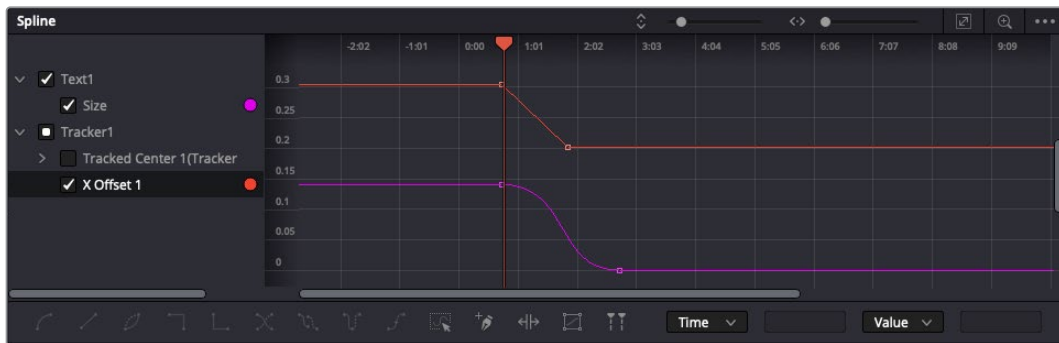 Spline
-2:02 -1:01 0:00 1:01 2:02 3:03 4:04 5:05 6:06 7:07 8:08 9:09
Text1
Size
Tracker1
Tracked Center 1(Tracker
X Offset 1
0.3
0.25
0.2
0.15
0.1
0.05
0
Time Value